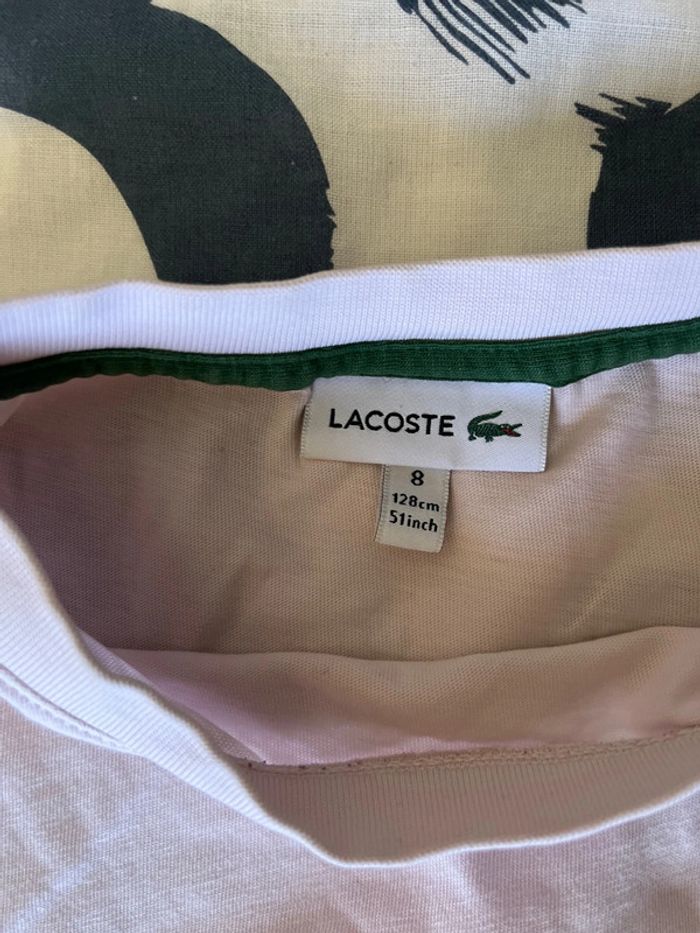 LACOSTE
8
128cm
51inch